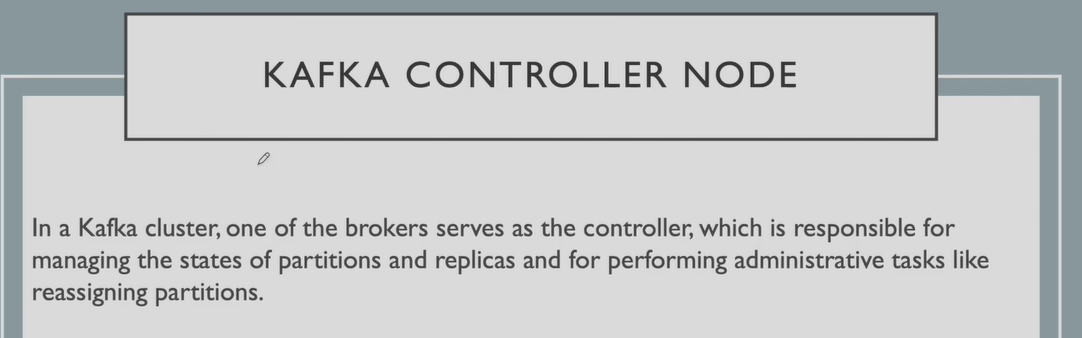 KAFKA CONTROLLER NODE
In a Kafka cluster, one of the brokers serves as the controller, which is responsible for
managing the states of partitions and replicas and for performing administrative tasks like
reassigning partitions.